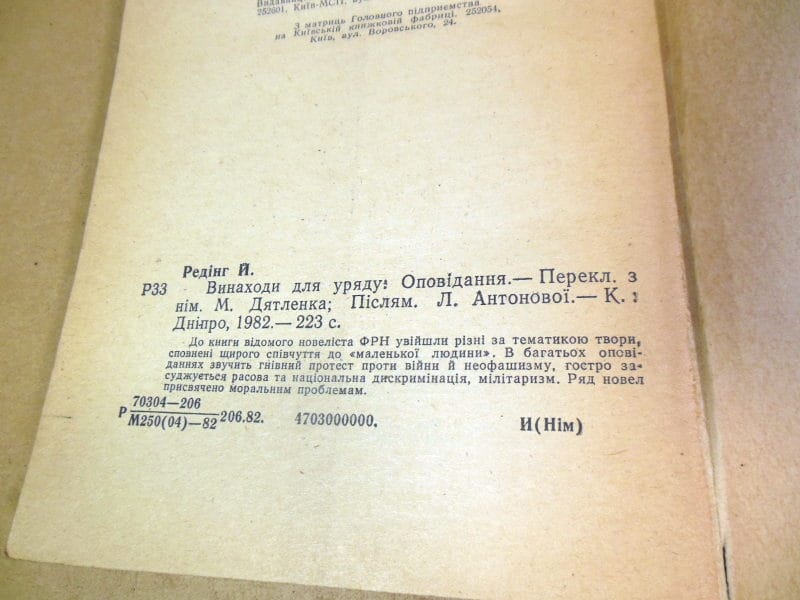 252601, Київ-МСП, 
З матриць Головного підприємства
на Київській книжковій фабриці. 252054,
Київ, вул. Воровського, 24.
Редінг Й.
Р33 Винаходи для уряду: Оповідання.— Перекл. з
нім. М. Дятленка; Післям. Л. Антонової.— К. :
Дніпро, 1982.— 223 с.
До книги відомого новеліста ФРН увійшли різні за тематикою твори,
сповнені щирого співчуття до «маленької людини». В багатьох опові-
даннях звучить гнівний протест проти війни й неофашизму, гостро за-
суджується расова та національна дискримінація, мілітаризм. Ряд новел
присвячено моральним проблемам.
70304—206
Р М250(04)—82 206.82. 4703000000. И(Нім)